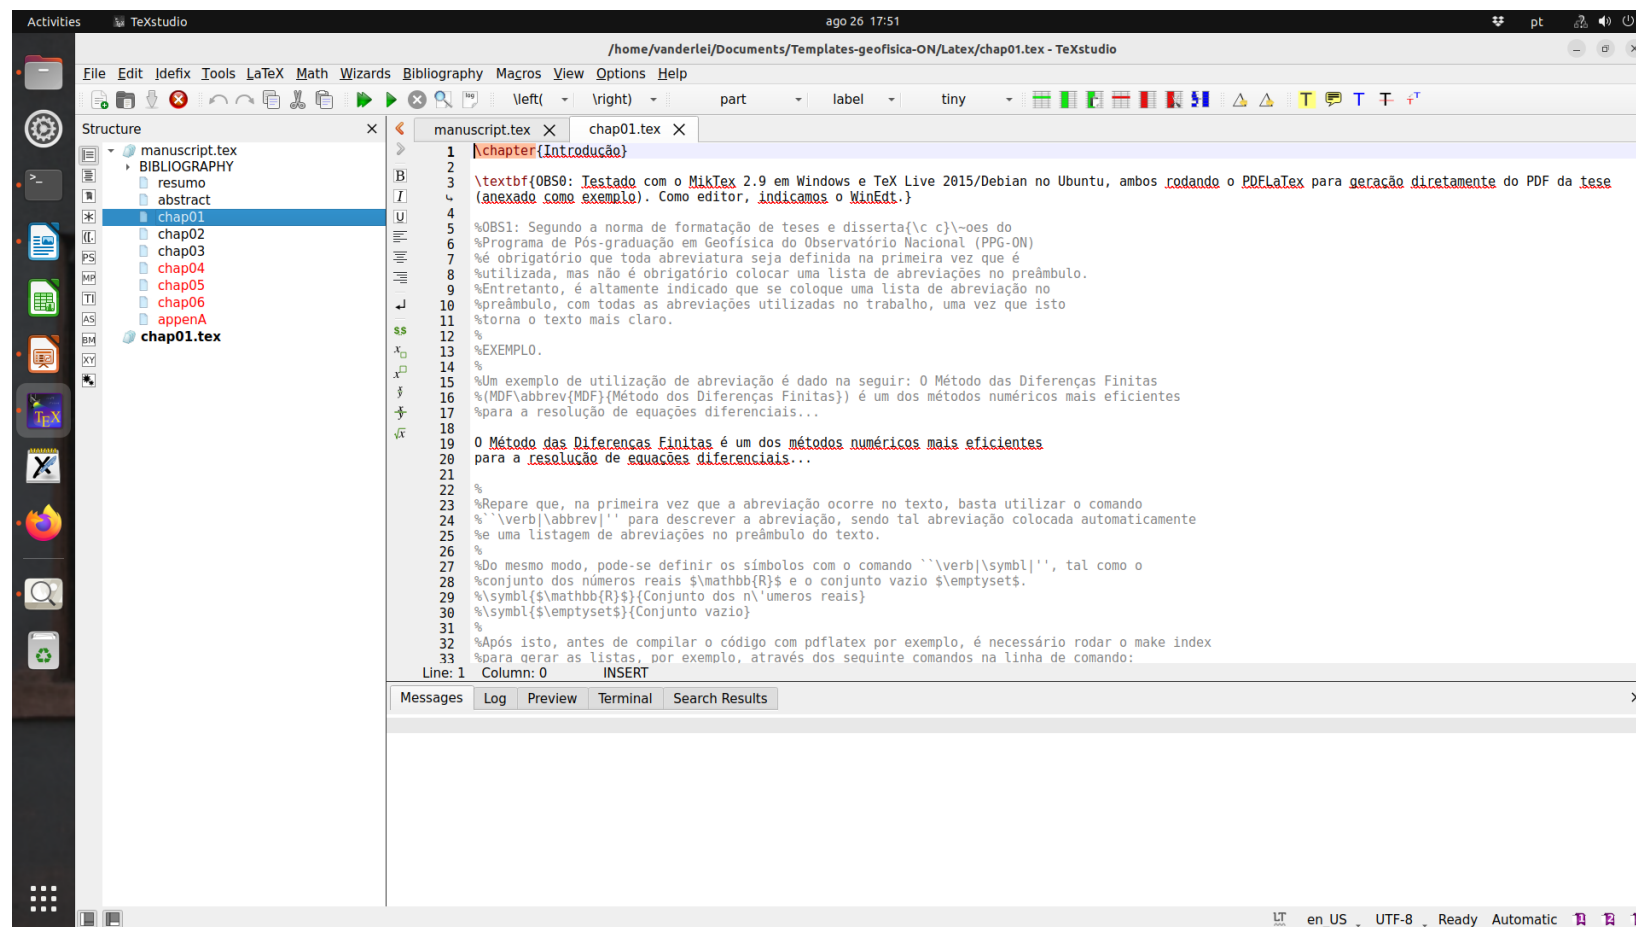 Activities TeXstudio ago 26 17:51 pt
/home/vanderlei/Documents/Templates-geofisica-ON/Latex/chap01.tex - TeXstudio
File Edit Idefix Tools LaTeX Math Wizards Bibliography Macros View Options Help
\left( \right) part label tiny
Structure
manuscript.tex chap01.tex
manuscript.tex
BIBLIOGRAPHY
resumo
abstract
chap01
chap02
chap03
chap04
chap05
chap06
appenA
chap01.tex
1 \chapter{Introdução}
2
3 \textbf{OBS0: Testado com o MikTex 2.9 em Windows e TeX Live 2015/Debian no Ubuntu, ambos rodando o PDFLaTex para geração diretamente do PDF da tese
(anexado como exemplo). Como editor, indicamos o WinEdt.}
4
5 %OBS1: Segundo a norma de formatação de teses e disserta{\c c}\~oes do
6 %Programa de Pós-graduação em Geofísica do Observatório Nacional (PPG-ON)
7 %é obrigatório que toda abreviatura seja definida na primeira vez que é
8 %utilizada, mas não é obrigatório colocar uma lista de abreviações no preâmbulo.
9 %Entretanto, é altamente indicado que se coloque uma lista de abreviação no
10 %preâmbulo, com todas as abreviações utilizadas no trabalho, uma vez que isto
11 %torna o texto mais claro.
12 %
13 %EXEMPLO.
14 %
15 %Um exemplo de utilização de abreviação é dado na seguir: O Método das Diferenças Finitas
16 %(MDF\abbrev{MDF}{Método dos Diferenças Finitas}) é um dos métodos numéricos mais eficientes
17 %para a resolução de equações diferenciais...
18
19 O Método das Diferenças Finitas é um dos métodos numéricos mais eficientes
20 para a resolução de equações diferenciais...
21
22 %
23 %Repare que, na primeira vez que a abreviação ocorre no texto, basta utilizar o comando
24 %``\verb|\abbrev|'' para descrever a abreviação, sendo tal abreviação colocada automaticamente
25 %e uma listagem de abreviações no preâmbulo do texto.
26 %
27 %Do mesmo modo, pode-se definir os símbolos com o comando ``\verb|\symbl|'', tal como o
28 %conjunto dos números reais $\mathbb{R}$ e o conjunto vazio $\emptyset$.
29 %\symbl{$\mathbb{R}$}{Conjunto dos n\'umeros reais}
30 %\symbl{$\emptyset$}{Conjunto vazio}
31 %
32 %Após isto, antes de compilar o código com pdflatex por exemplo, é necessário rodar o make index
33 %para gerar as listas, por exemplo, através dos seguinte comandos na linha de comando:
Line: 1 Column: 0 INSERT
Messages Log Preview Terminal Search Results
LT en_US UTF-8 Ready Automatic